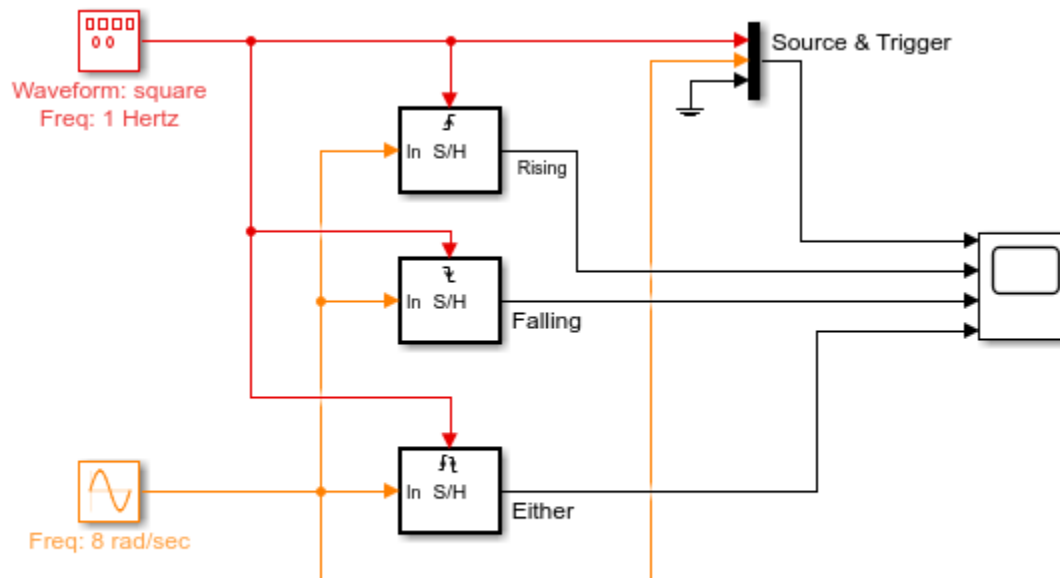 Source & Trigger
Waveform: square
Freq: 1 Hertz
In S/H
Rising
In S/H
Falling
In S/H
Either
Freq: 8 rad/sec